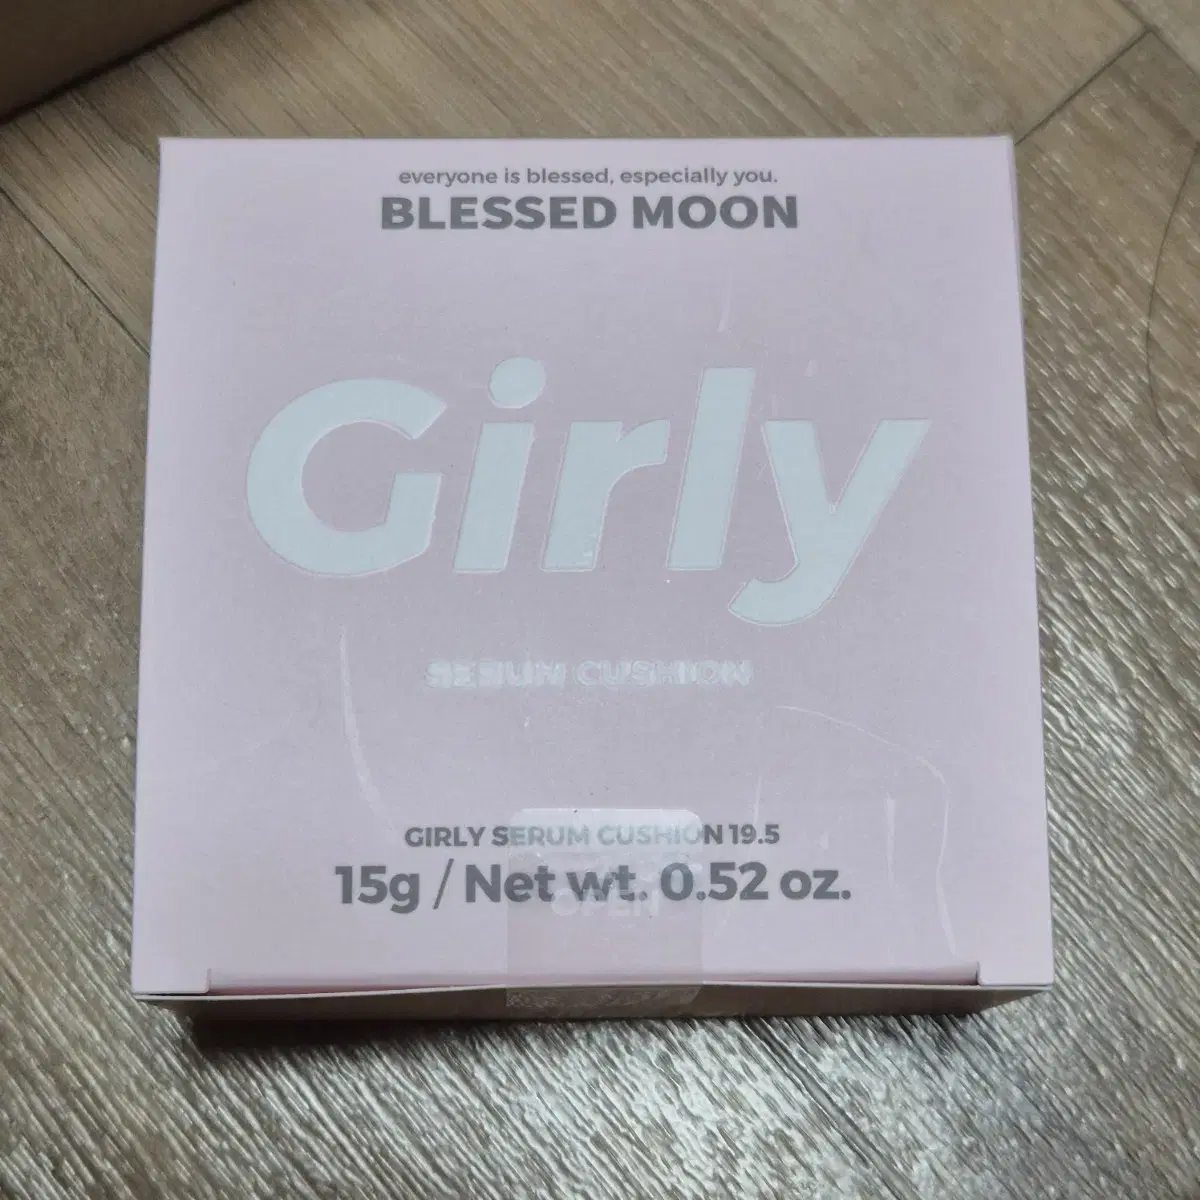 everyone is blessed, especially you.
BLESSED MOON
Girly
SERUM CUSHION
GIRLY SERUM CUSHION 19.5
15g / Net wt. 0.52 oz.
OPEN